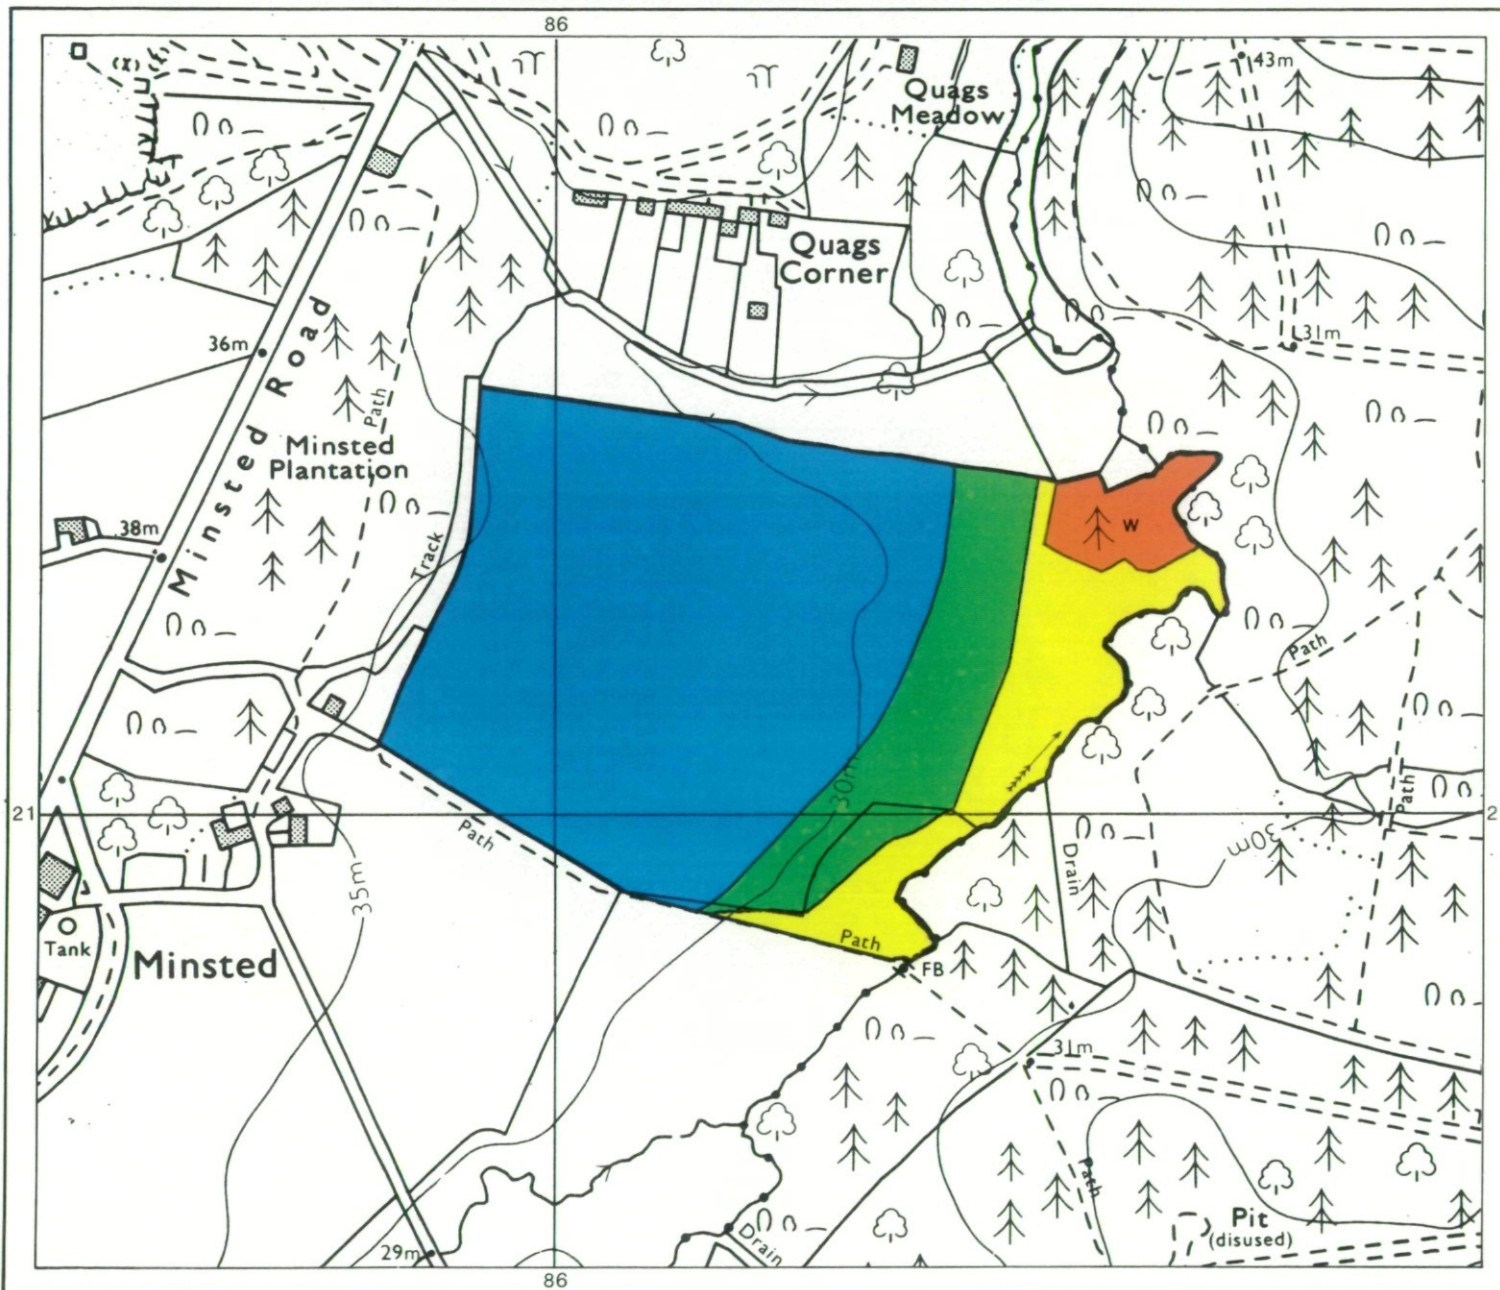 86
(x)
43m
Quags
Meadow
Quags
Corner
36m
31m
Minsted Road
Path
Minsted
Plantation
Track
38m
W
Path
30m
21
2
Path
Path
Drain
30m
35m
Path
Tank
Minsted
FB
31m
Path
Pit
(disused)
29m
Drain
86